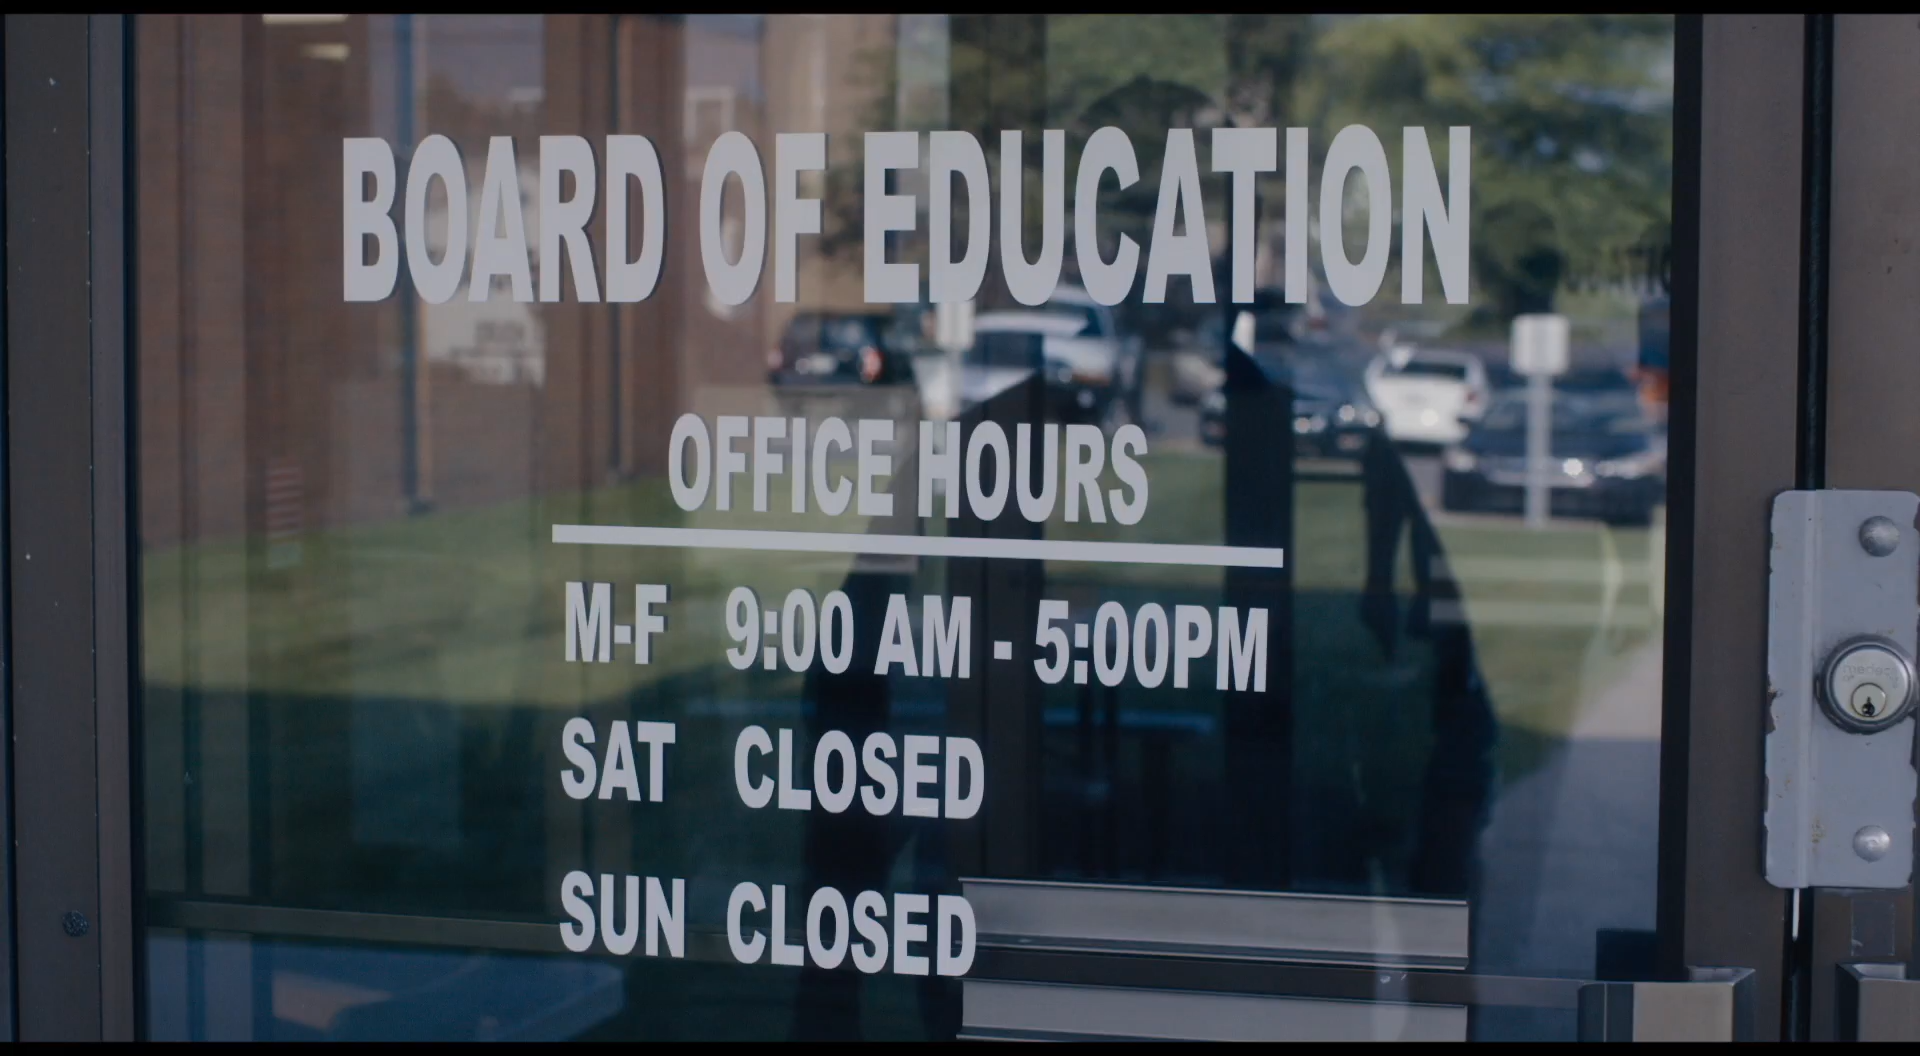 BOARD OF EDUCATION
OFFICE HOURS
M-F 9:00 AM - 5:00PM
SAT CLOSED
SUN CLOSED